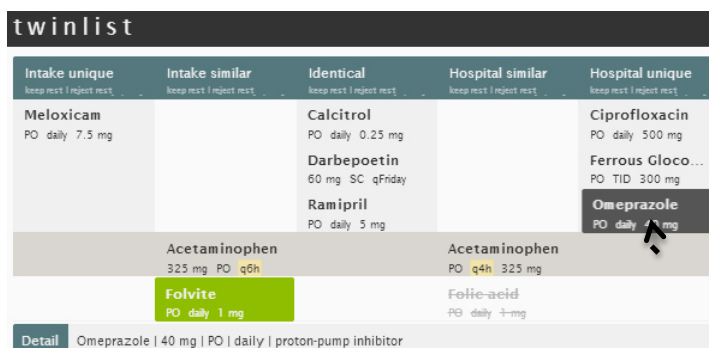 twinlist
Intake unique Intake similar Identical Hospital similar Hospital unique
keep rest | reject rest keep rest | reject rest keep rest | reject rest keep rest | reject rest keep rest | reject rest
Meloxicam Calcitrol Ciprofloxacin
PO daily 7.5 mg PO daily 0.25 mg PO daily 500 mg
Darbepoetin Ferrous Gloco...
60 mg SC qFriday PO TID 300 mg
Ramipril Omeprazole
PO daily 5 mg PO daily 40 mg
Acetaminophen Acetaminophen
325 mg PO q6h PO q4h 325 mg
Folvite Folic acid
PO daily 1 mg PO daily 1 mg
Detail Omeprazole | 40 mg | PO | daily | proton-pump inhibitor